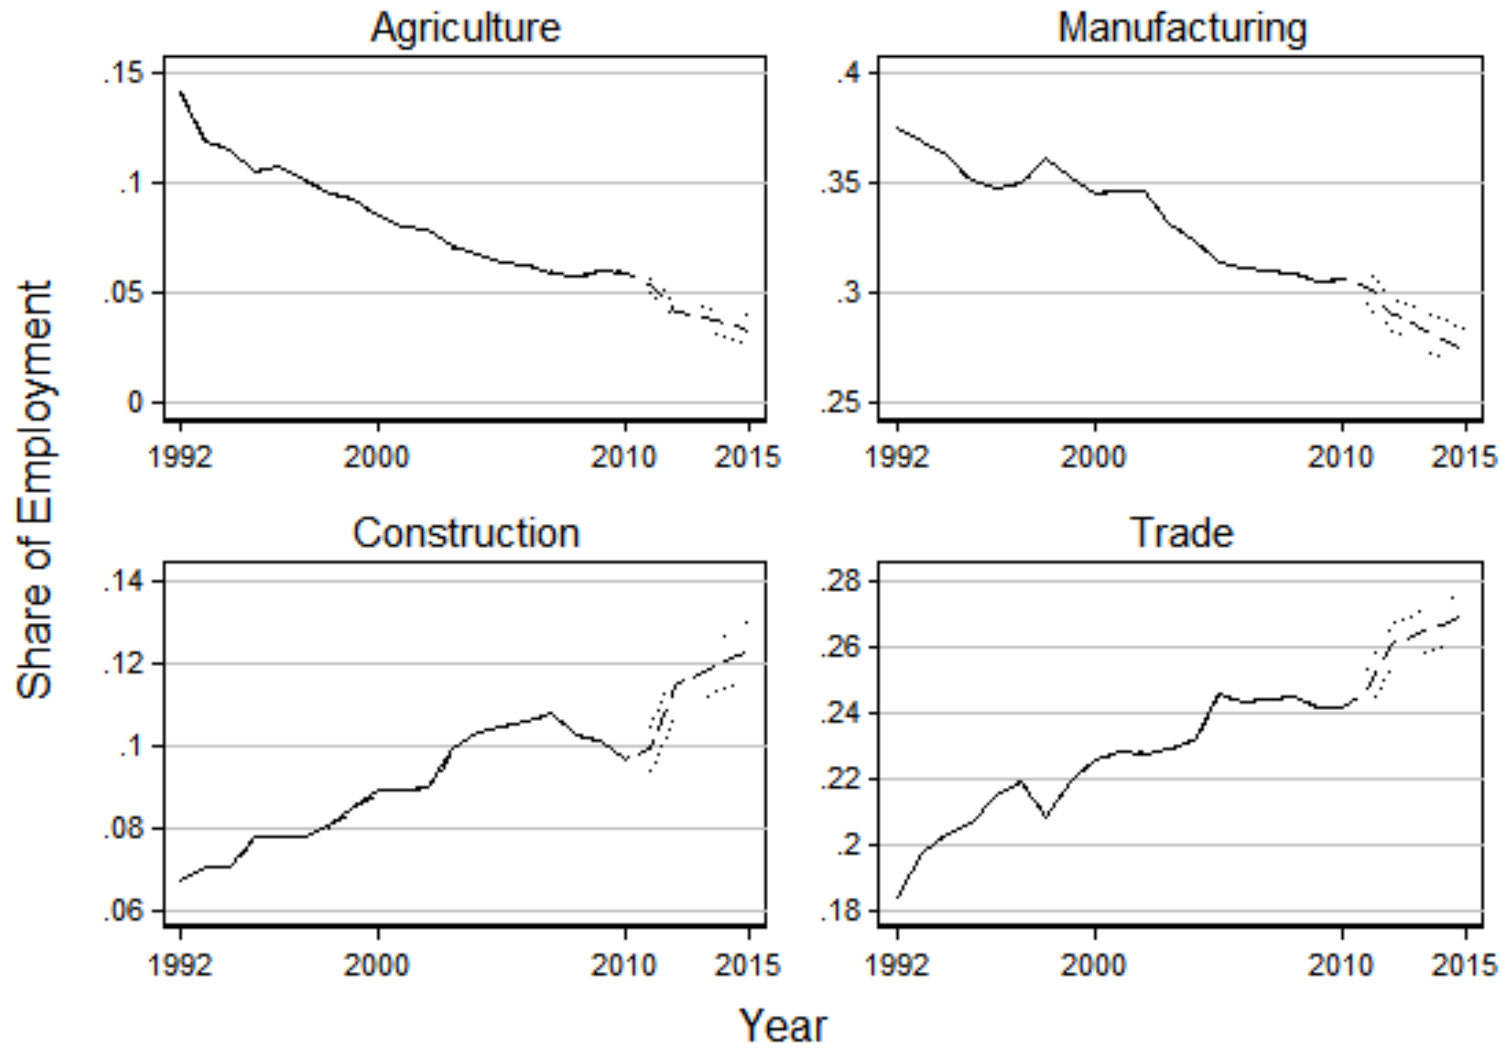 Agriculture
.15
.1
.05
0
1992 2000 2010 2015
Manufacturing
.4
.35
.3
.25
1992 2000 2010 2015
Construction
.14
.12
.1
.08
.06
1992 2000 2010 2015
Trade
.28
.26
.24
.22
.2
.18
1992 2000 2010 2015
Share of Employment
Year